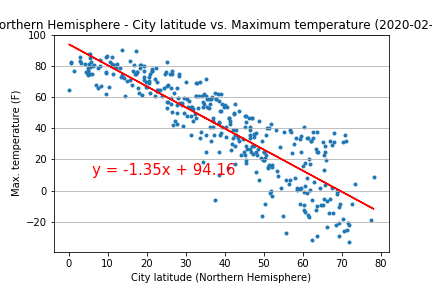 orthern Hemisphere - City latitude vs. Maximum temperature (2020-02-
100
80
60
40
20
0
−20
Max. temperature (F)
y = -1.35x + 94.16
0 10 20 30 40 50 60 70 80
City latitude (Northern Hemisphere)